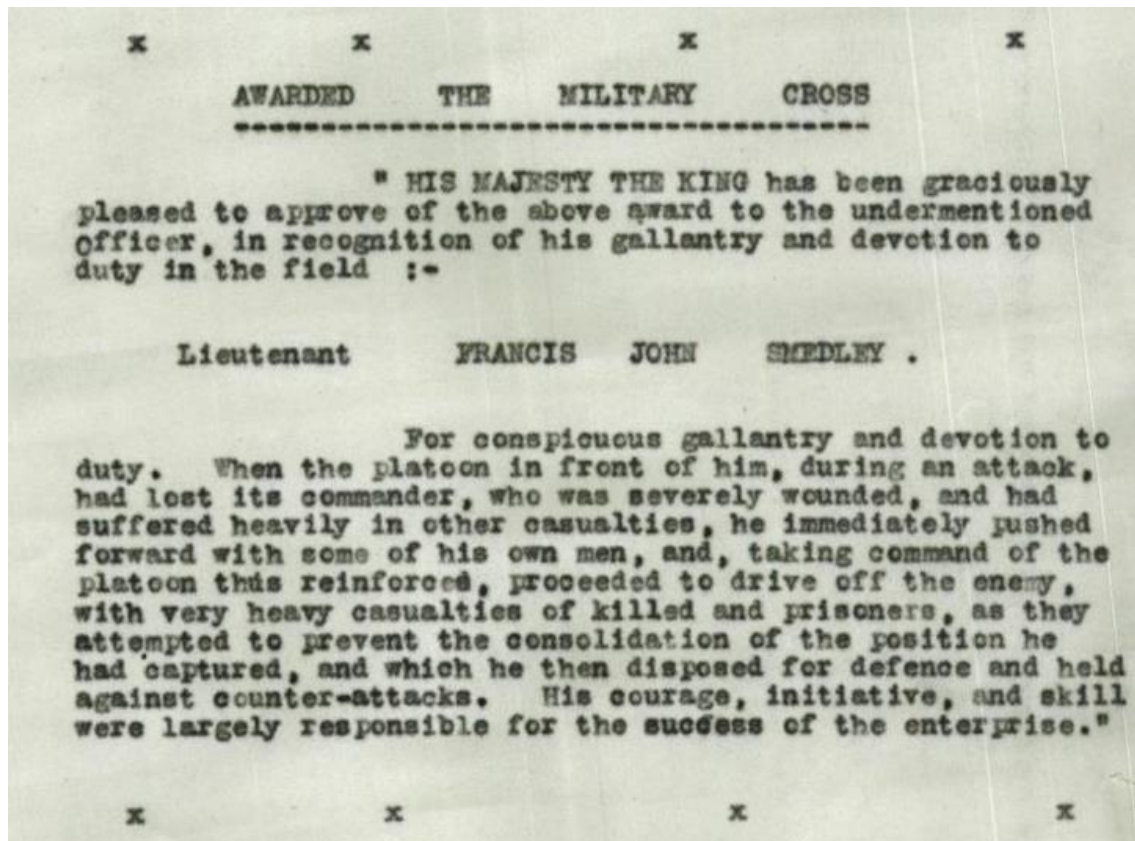 x x x x
AWARDED THE MILITARY CROSS
-------------------------------------
" HIS MAJESTY THE KING has been graciously
pleased to approve of the above award to the undermentioned
Officer, in recognition of his gallantry and devotion to
duty in the field :-
Lieutenant FRANCIS JOHN SMEDLEY .
For conspicuous gallantry and devotion to
duty. When the platoon in front of him, during an attack,
had lost its commander, who was severely wounded, and had
suffered heavily in other casualties, he immediately pushed
forward with some of his own men, and, taking command of the
platoon thus reinforced, proceeded to drive off the enemy,
with very heavy casualties of killed and prisoners, as they
attempted to prevent the consolidation of the position he
had captured, and which he then disposed for defence and held
against counter-attacks. His courage, initiative, and skill
were largely responsible for the success of the enterprise."
x x x x